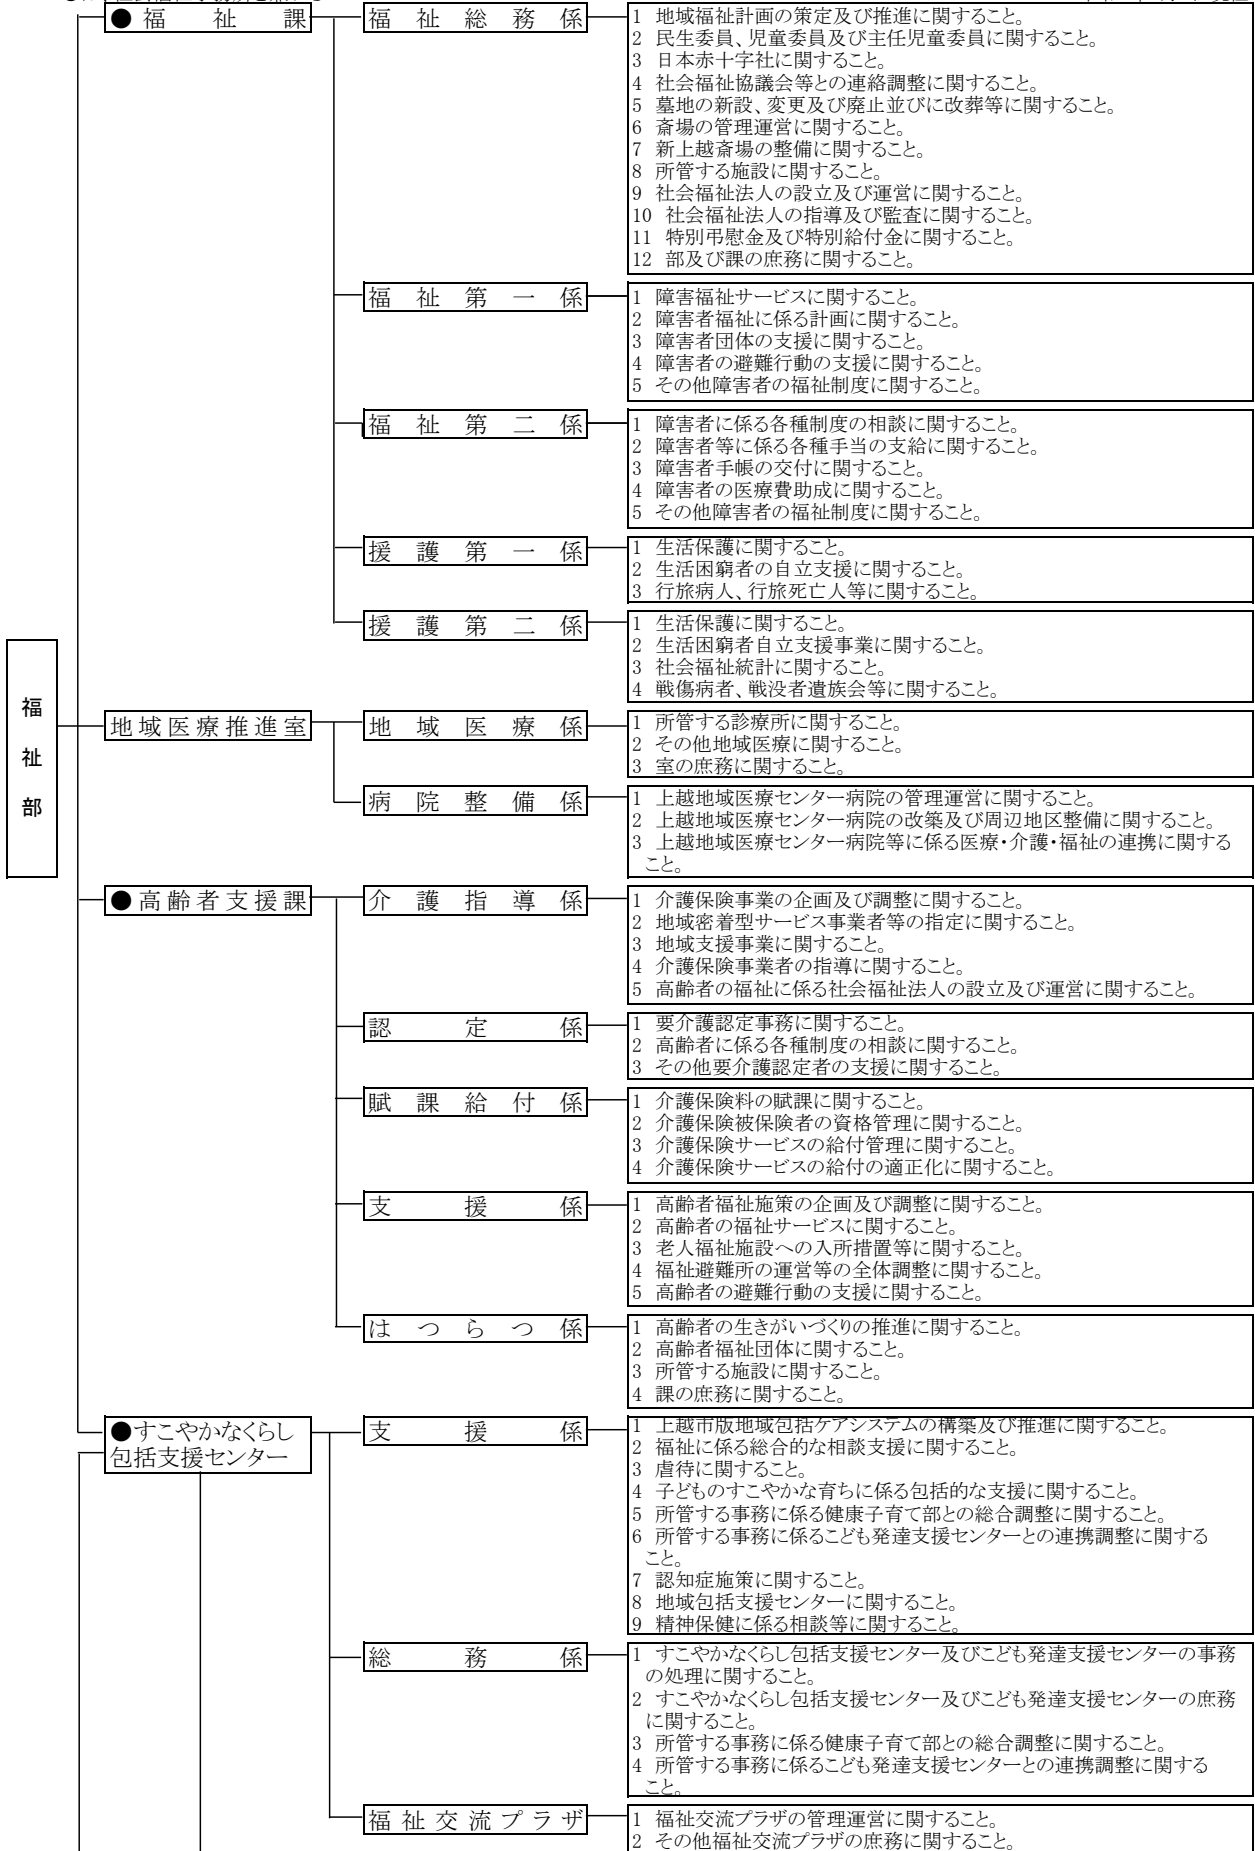 ●福祉課
福祉総務係
1 地域福祉計画の策定及び推進に関すること。
2 民生委員、児童委員及び主任児童委員に関すること。
3 日本赤十字社に関すること。
4 社会福祉協議会等との連絡調整に関すること。
5 墓地の新設、変更及び廃止並びに改葬等に関すること。
6 斎場の管理運営に関すること。
7 新上越斎場の整備に関すること。
8 所管する施設に関すること。
9 社会福祉法人の設立及び運営に関すること。
10 社会福祉法人の指導及び監査に関すること。
11 特別弔慰金及び特別給付金に関すること。
12 部及び課の庶務に関すること。
福祉第一係
1 障害福祉サービスに関すること。
2 障害者福祉に係る計画に関すること。
3 障害者団体の支援に関すること。
4 障害者の避難行動の支援に関すること。
5 その他障害者の福祉制度に関すること。
福祉第二係
1 障害者に係る各種制度の相談に関すること。
2 障害者等に係る各種手当の支給に関すること。
3 障害者手帳の交付に関すること。
4 障害者の医療費助成に関すること。
5 その他障害者の福祉制度に関すること。
援護第一係
1 生活保護に関すること。
2 生活困窮者の自立支援に関すること。
3 行旅病人、行旅死亡人等に関すること。
援護第二係
1 生活保護に関すること。
2 生活困窮者自立支援事業に関すること。
3 社会福祉統計に関すること。
4 戦傷病者、戦没者遺族会等に関すること。
福祉部
地域医療推進室
地域医療係
1 所管する診療所に関すること。
2 その他地域医療に関すること。
3 室の庶務に関すること。
病院整備係
1 上越地域医療センター病院の管理運営に関すること。
2 上越地域医療センター病院の改築及び周辺地区整備に関すること。
3 上越地域医療センター病院等に係る医療・介護・福祉の連携に関する
こと。
●高齢者支援課
介護指導係
1 介護保険事業の企画及び調整に関すること。
2 地域密着型サービス事業者等の指定に関すること。
3 地域支援事業に関すること。
4 介護保険事業者の指導に関すること。
5 高齢者の福祉に係る社会福祉法人の設立及び運営に関すること。
認定係
1 要介護認定事務に関すること。
2 高齢者に係る各種制度の相談に関すること。
3 その他要介護認定者の支援に関すること。
賦課給付係
1 介護保険料の賦課に関すること。
2 介護保険被保険者の資格管理に関すること。
3 介護保険サービスの給付管理に関すること。
4 介護保険サービスの給付の適正化に関すること。
支援係
1 高齢者福祉施策の企画及び調整に関すること。
2 高齢者の福祉サービスに関すること。
3 老人福祉施設への入所措置等に関すること。
4 福祉避難所の運営等の全体調整に関すること。
5 高齢者の避難行動の支援に関すること。
はつらつ係
1 高齢者の生きがいづくりの推進に関すること。
2 高齢者福祉団体に関すること。
3 所管する施設に関すること。
4 課の庶務に関すること。
●すこやかなくらし
包括支援センター
支援係
1 上越市版地域包括ケアシステムの構築及び推進に関すること。
2 福祉に係る総合的な相談支援に関すること。
3 虐待に関すること。
4 子どものすこやかな育ちに係る包括的な支援に関すること。
5 所管する事務に係る健康子育て部との総合調整に関すること。
6 所管する事務に係るこども発達支援センターとの連携調整に関する
こと。
7 認知症施策に関すること。
8 地域包括支援センターに関すること。
9 精神保健に係る相談等に関すること。
総務係
1 すこやかなくらし包括支援センター及びこども発達支援センターの事務
の処理に関すること。
2 すこやかなくらし包括支援センター及びこども発達支援センターの庶務
に関すること。
3 所管する事務に係る健康子育て部との総合調整に関すること。
4 所管する事務に係るこども発達支援センターとの連携調整に関する
こと。
福祉交流プラザ
1 福祉交流プラザの管理運営に関すること。
2 その他福祉交流プラザの庶務に関すること。